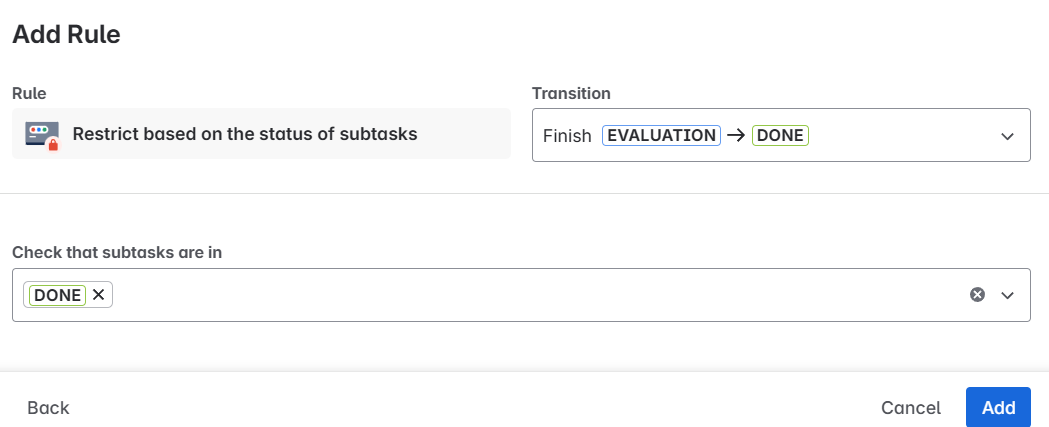 Add Rule
Rule
Transition
Restrict based on the status of subtasks
Finish EVALUATION → DONE
Check that subtasks are in
DONE
Back
Cancel
Add